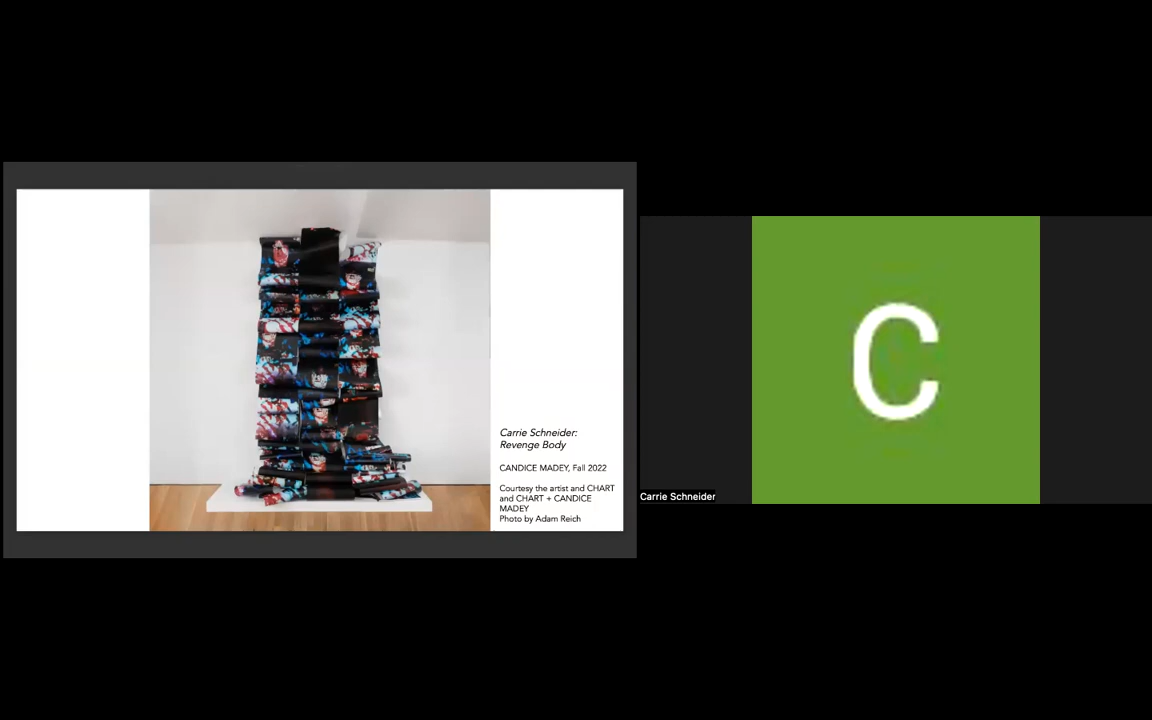 Carrie Schneider:
Revenge Body
CANDICE MADEY, Fall 2022
Courtesy the artist and CHART
and CHART + CANDICE
MADEY
Photo by Adam Reich
C
Carrie Schneider